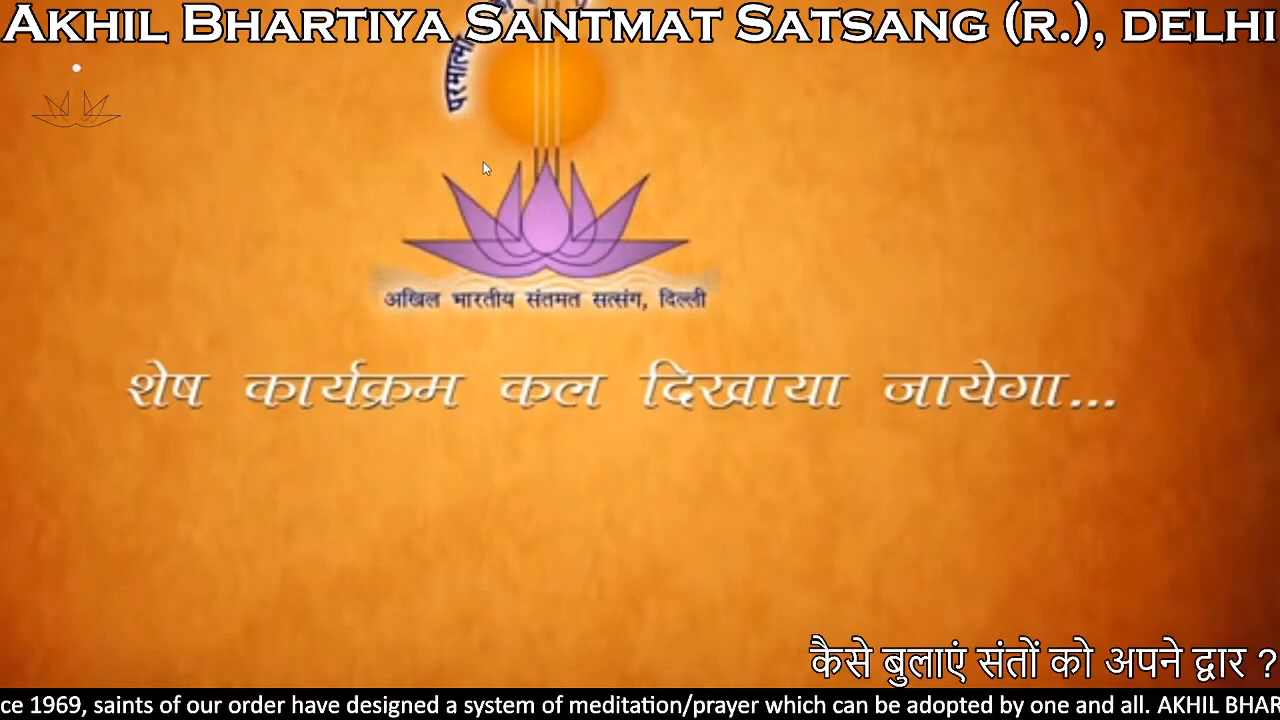 AKHIL BHARTIYA SANTMAT SATSANG (R.), DELHI
परमात्मा
अखिल भारतीय संतमत सत्संग, दिल्ली
शेष कार्यक्रम कल दिखाया जायेगा...
कैसे बुलाएं संतों को अपने द्वार ?
ce 1969, saints of our order have designed a system of meditation/prayer which can be adopted by one and all. AKHIL BHAR